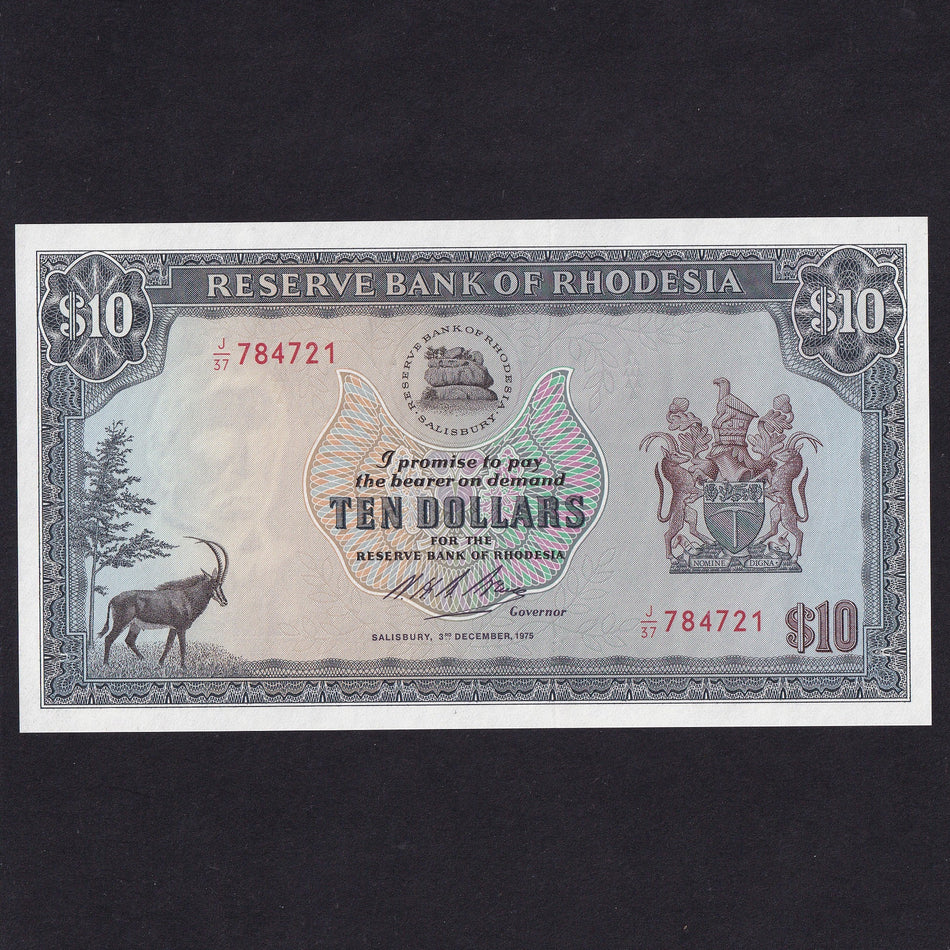 $10
RESERVE BANK OF RHODESIA
$10
J/37 784721
RESERVE BANK OF RHODESIA
SALISBURY
I promise to pay
the bearer on demand
TEN DOLLARS
FOR THE
RESERVE BANK OF RHODESIA
Governor
SALISBURY, 3RD DECEMBER, 1975
NOMINE DIGNA
J/37 784721
$10